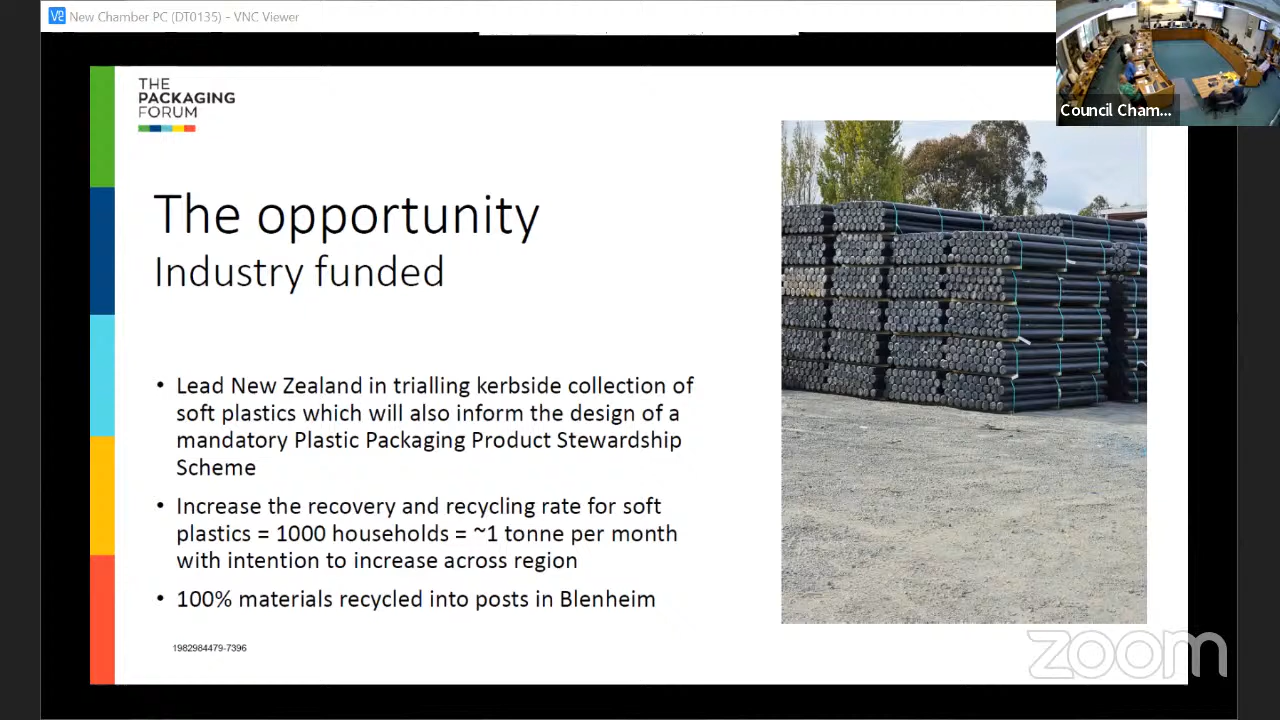 New Chamber PC (DT0135) - VNC Viewer
Council Cham...
THE
PACKAGING
FORUM
The opportunity
Industry funded
• Lead New Zealand in trialling kerbside collection of
soft plastics which will also inform the design of a
mandatory Plastic Packaging Product Stewardship
Scheme
• Increase the recovery and recycling rate for soft
plastics = 1000 households = ~1 tonne per month
with intention to increase across region
• 100% materials recycled into posts in Blenheim
1982984479-7396
zoom